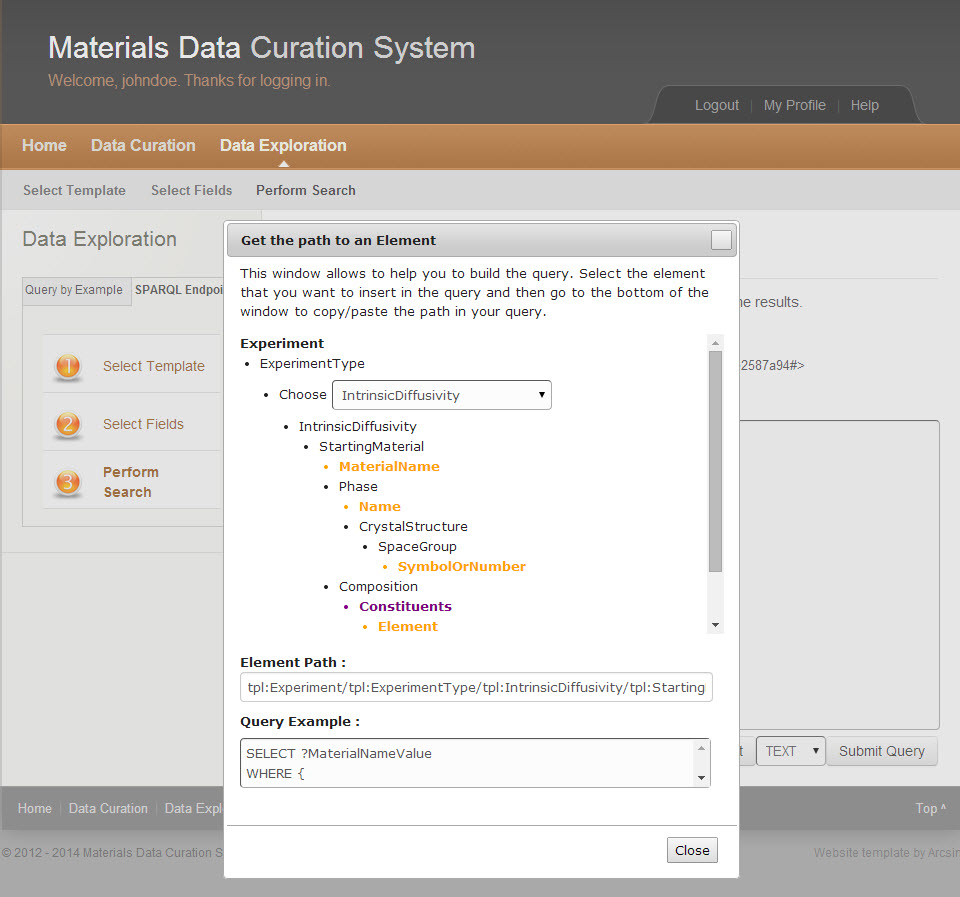 Materials Data Curation System
Welcome, johndoe. Thanks for logging in.
Logout | My Profile | Help
Home Data Curation Data Exploration
Select Template Select Fields Perform Search
Data Exploration
Query by Example SPARQL
1 Select Template
2 Select Fields
3 Perform
Search
Get the path to an Element
This window allows to help you to build the query. Select the element
that you want to insert in the query and then go to the bottom of the
window to copy/paste the path in your query.
Experiment
• ExperimentType
• Choose IntrinsicDiffusivity
• IntrinsicDiffusivity
• StartingMaterial
• MaterialName
• Phase
• Name
• CrystalStructure
• SpaceGroup
• SymbolOrNumber
• Composition
• Constituents
• Element
Element Path :
tpl:Experiment/tpl:ExperimentType/tpl:IntrinsicDiffusivity/tpl:Starting
Query Example :
SELECT ?MaterialNameValue
WHERE {
Close
results.
2587a94#>
TEXT Submit Query
Home | Data Curation | Data
Top ^
© 2012 - 2014 Materials Data Curation
Website template by